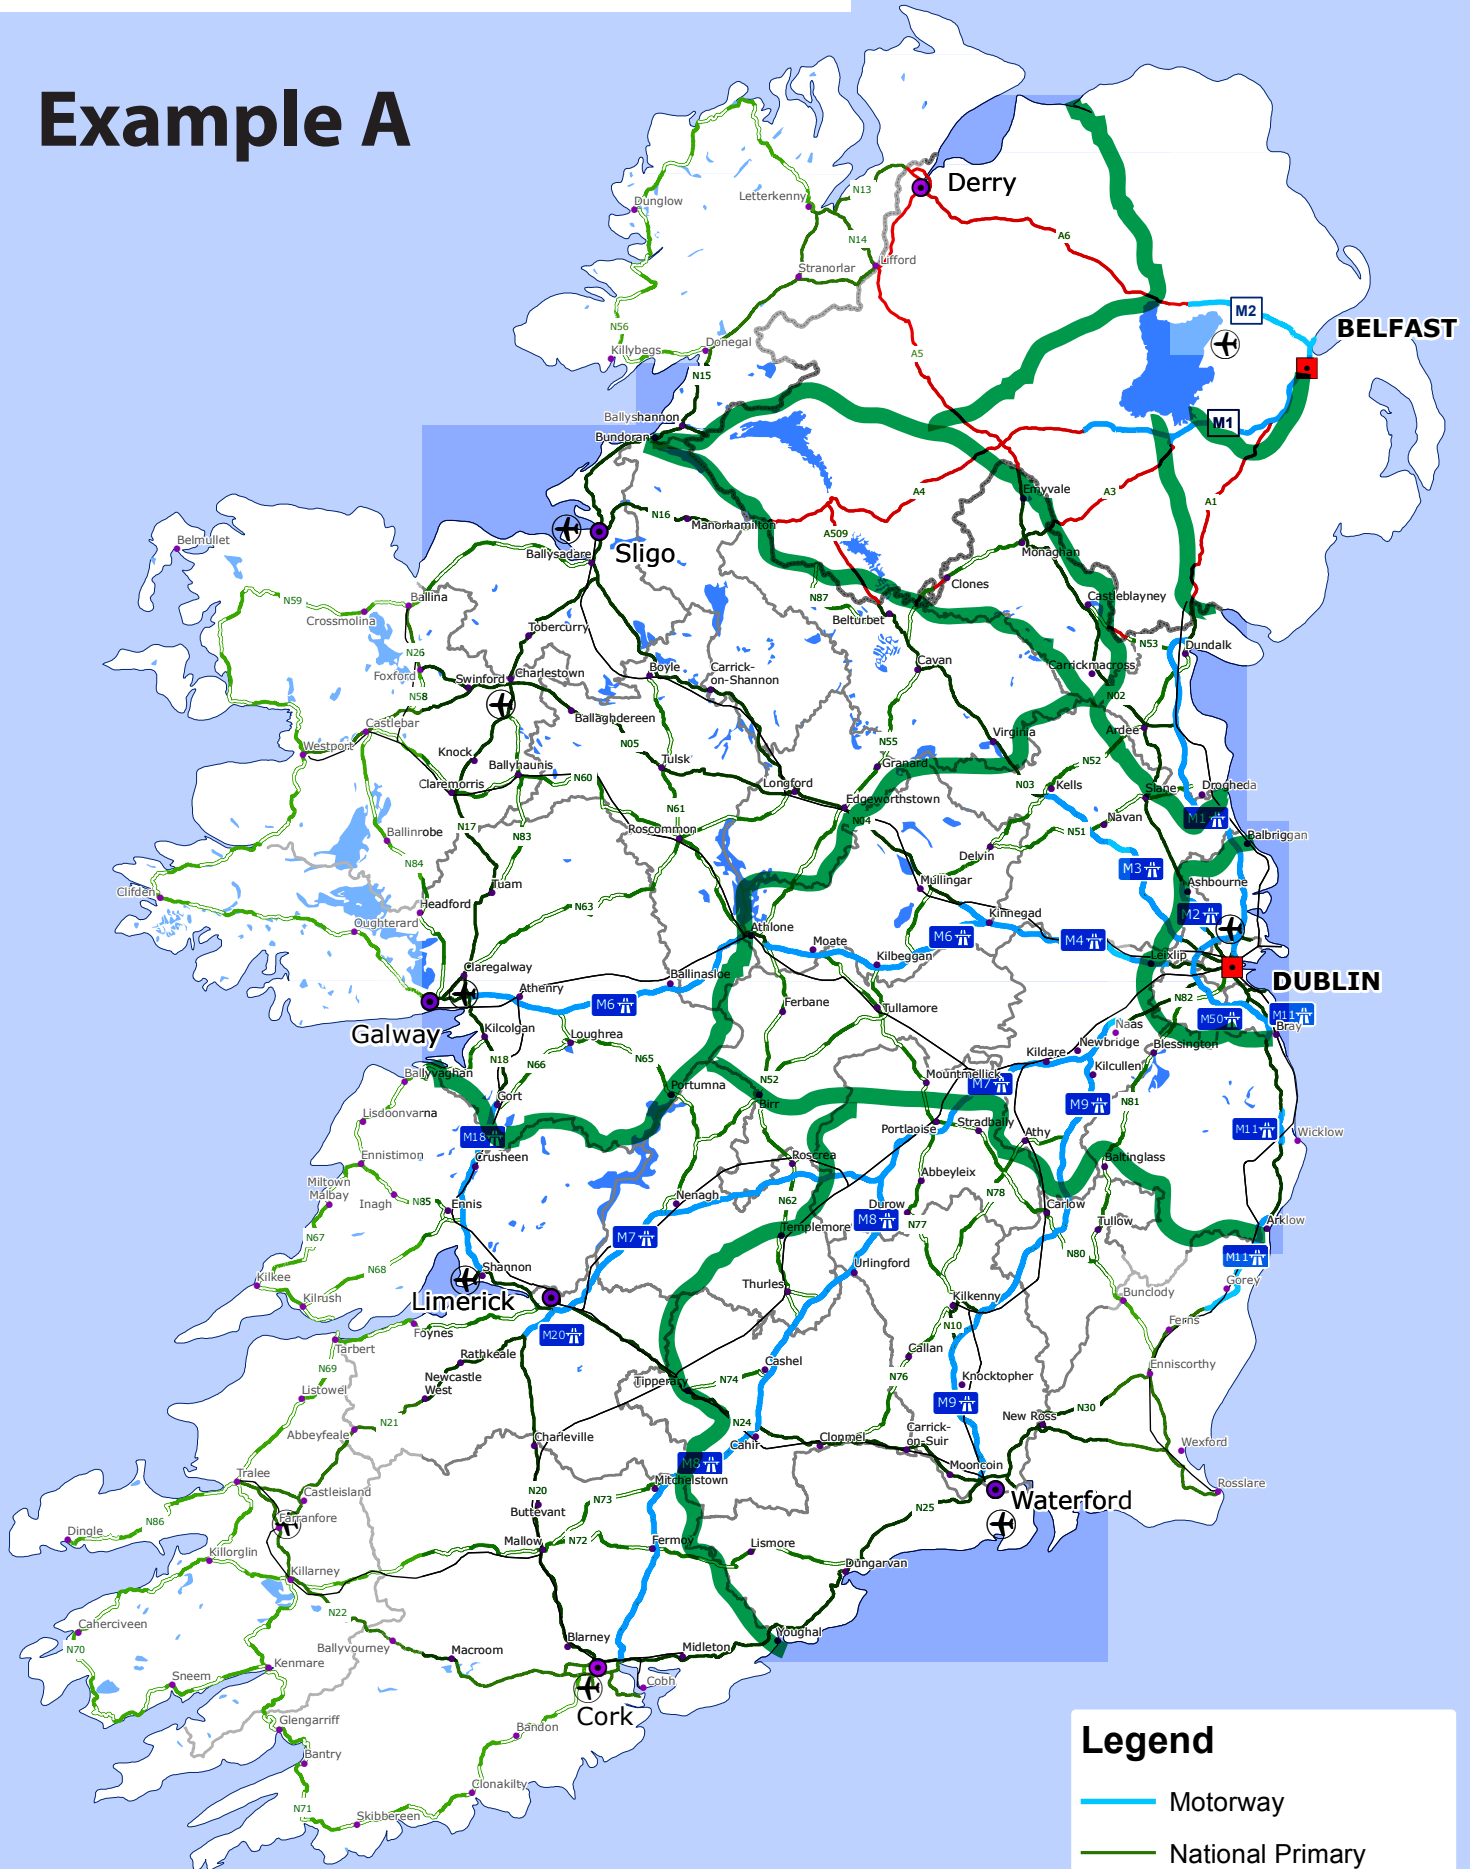 Example A
Derry
N13
Letterkenny
Dunglow
A6
N14
Lifford
Stranorlar
M2
BELFAST
N56
Donegal
Killybegs
A5
N15
Ballyshannon
M1
Bundoran
Emyvale
A4
A3
A1
N16
Manorhamilton
A509
Belmullet
Sligo
Ballysadare
Monaghan
Clones
N59
Ballina
N87
Castleblayney
Crossmolina
Belturbet
Tobercurry
N53
Dundalk
N26
Foxford
Boyle
Carrick-
on-Shannon
Cavan
Carrickmacross
Swinford
Charlestown
N58
N02
Ballaghdereen
Castlebar
Virginia
Ardee
Westport
N05
N55
Knock
Tulsk
Granard
N52
Ballyhaunis
N60
Claremorris
Longford
N03
Kells
Slane
Drogheda
Edgeworthstown
N61
N04
M1
N17
N83
Roscommon
N51
Navan
Ballinrobe
Balbriggan
N84
Delvin
M3
Tuam
Mullingar
Ashbourne
Clifden
Headford
N63
Kinnegad
M2
Oughterard
Athlone
M6
M4
Moate
Kilbeggan
Leixlip
Claregalway
Ballinasloe
DUBLIN
Athenry
M6
Ferbane
Tullamore
N82
M50
M11
Galway
Kilcolgan
Loughrea
Naas
Bray
Newbridge
Blessington
N18
N66
N65
Kildare
Kilcullen
Ballyvaghan
Portumna
N52
Mountmellick
M7
Gort
Birr
M9
N81
Lisdoonvarna
M18
Portlaoise
Stradbally
Athy
M11
Wicklow
Ennistimon
Crusheen
Roscrea
Baltinglass
Miltown
Malbay
Inagh
N85
Ennis
Nenagh
Abbeyleix
N62
Durow
N78
Carlow
N67
M8
N77
Tullow
Arklow
M7
Templemore
N80
M11
N68
Shannon
Urlingford
Kilkee
Thurles
Gorey
Kilrush
Limerick
Kilkenny
Bunclody
Foynes
M20
N10
Ferns
Tarbert
Rathkeale
Callan
Enniscorthy
N69
Newcastle
West
Cashel
Listowel
Tipperary
N74
N76
Knocktopher
M9
N21
N24
New Ross
N30
Abbeyfeale
Charleville
Cahir
Clonmel
Carrick-
on-Suir
Wexford
Tralee
M8
Mooncoin
Mitchelstown
Castleisland
N20
N73
Waterford
Rosslare
Farranfore
Buttevant
N25
N86
Dingle
Mallow
N72
Fermoy
Lismore
Killorglin
Dungarvan
Killarney
N22
Caherciveen
Youghal
N70
Ballyvourney
Blarney
Macroom
Midleton
Sneem
Kenmare
Cobh
Cork
Glengarriff
Bandon
Bantry
Clonakilty
N71
Skibbereen
Legend
Motorway
National Primary